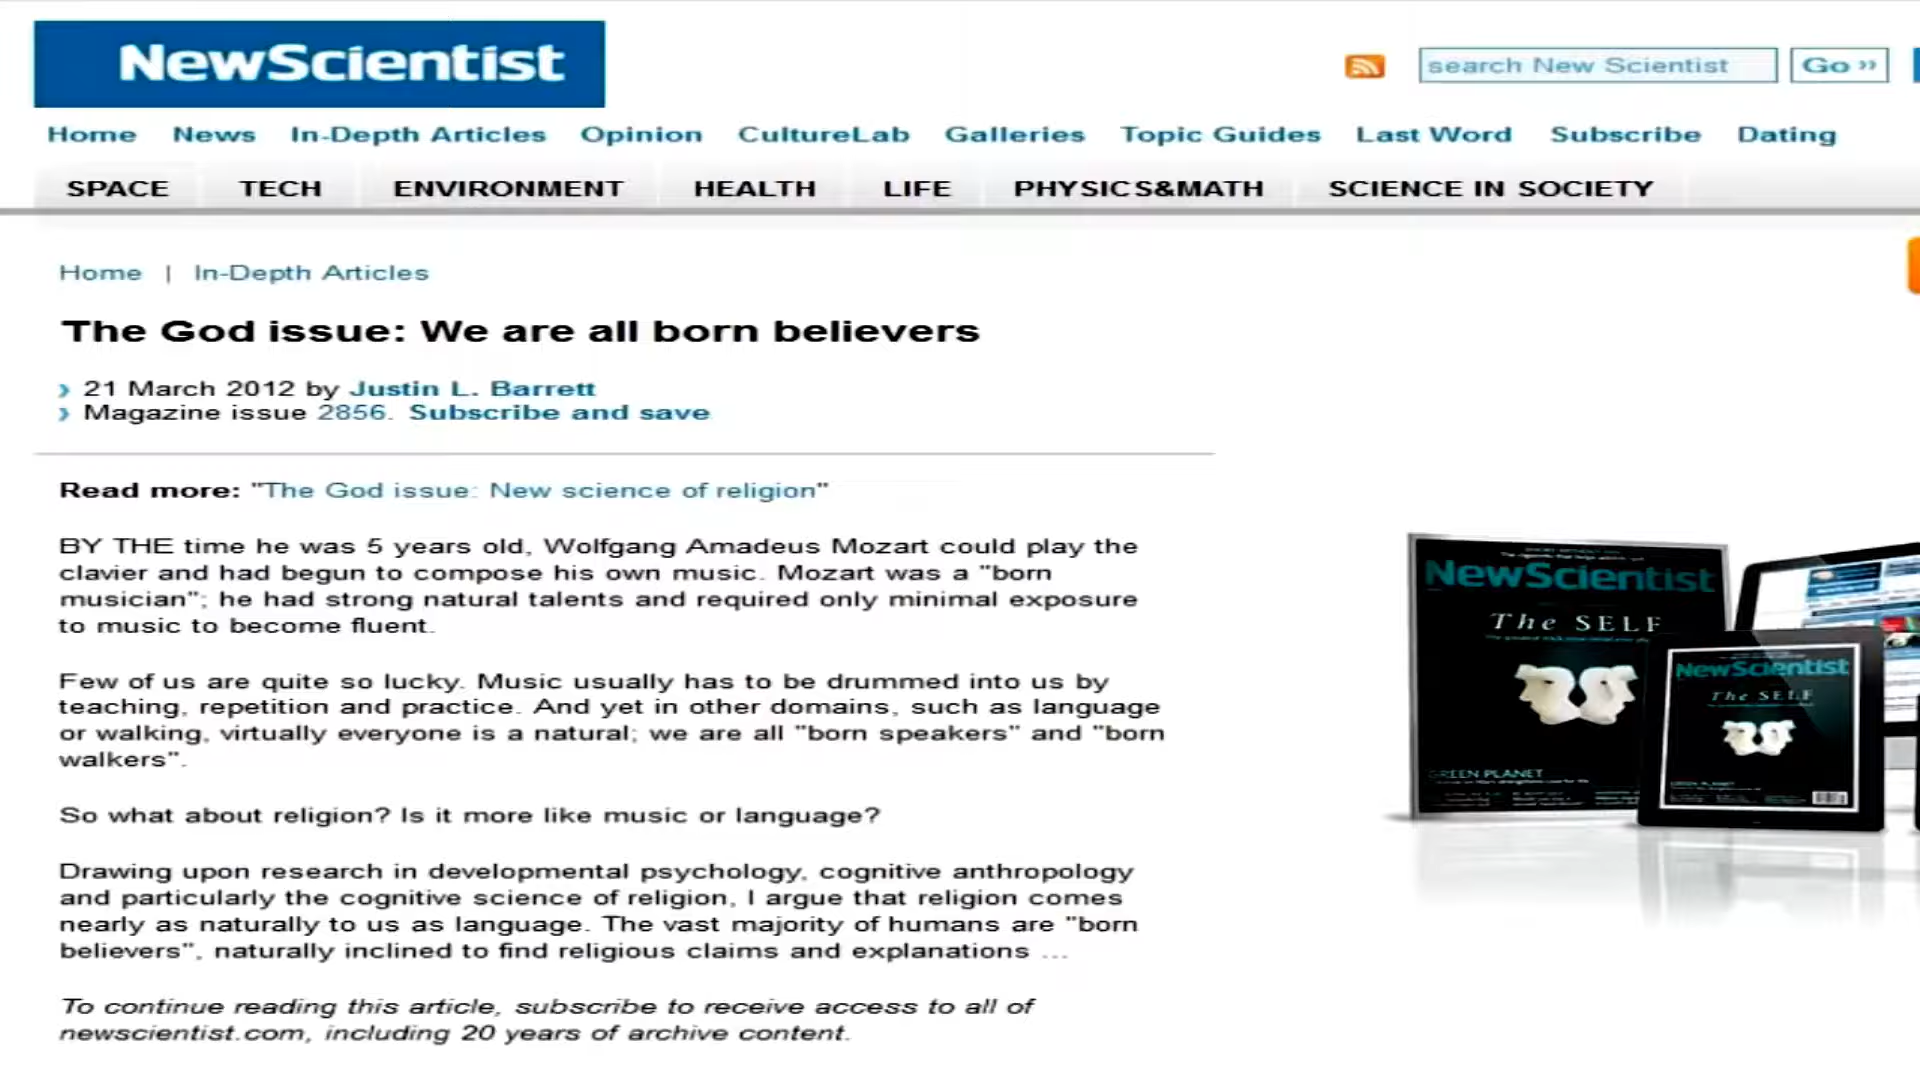 NewScientist
search New Scientist Go »
Home News In-Depth Articles Opinion CultureLab Galleries Topic Guides Last Word Subscribe Dating
SPACE TECH ENVIRONMENT HEALTH LIFE PHYSICS&MATH SCIENCE IN SOCIETY
Home | In-Depth Articles
The God issue: We are all born believers
› 21 March 2012 by Justin L. Barrett
› Magazine issue 2856. Subscribe and save
Read more: "The God issue: New science of religion"
BY THE time he was 5 years old, Wolfgang Amadeus Mozart could play the
clavier and had begun to compose his own music. Mozart was a "born
musician"; he had strong natural talents and required only minimal exposure
to music to become fluent.
Few of us are quite so lucky. Music usually has to be drummed into us by
teaching, repetition and practice. And yet in other domains, such as language
or walking, virtually everyone is a natural; we are all "born speakers" and "born
walkers".
So what about religion? Is it more like music or language?
Drawing upon research in developmental psychology, cognitive anthropology
and particularly the cognitive science of religion, I argue that religion comes
nearly as naturally to us as language. The vast majority of humans are "born
believers", naturally inclined to find religious claims and explanations ...
To continue reading this article, subscribe to receive access to all of
newscientist.com, including 20 years of archive content.
NewScientist
The SELF
GREEN PLANET
NewScientist
The SELF